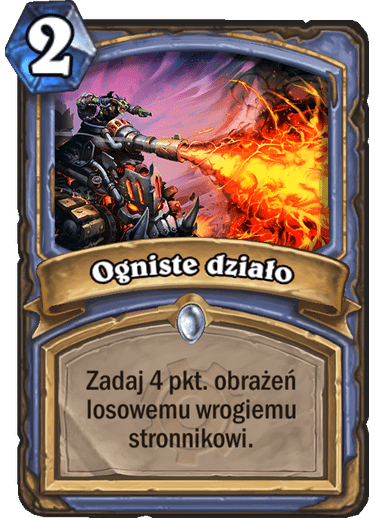 2
Ogniste działo
Zadaj 4 pkt. obrażeń
losowemu wrogiemu
stronnikowi.